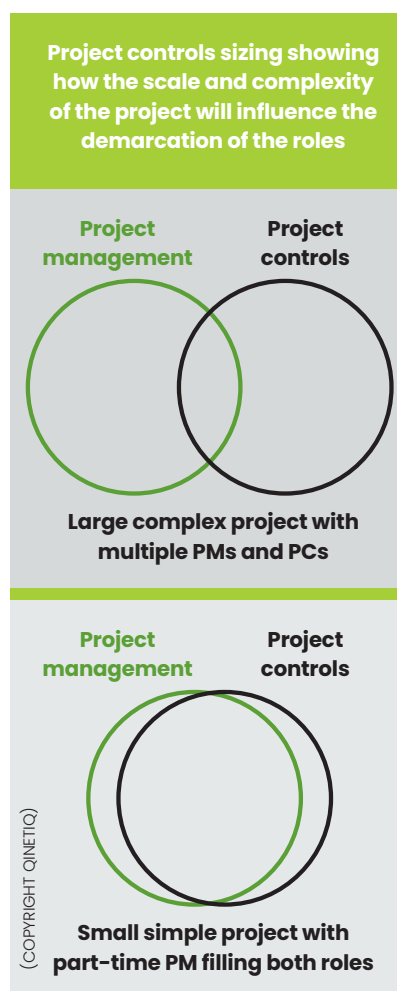 Project controls sizing showing
how the scale and complexity
of the project will influence the
demarcation of the roles
Project
management
Project
controls
Large complex project with
multiple PMs and PCs
Project
management
Project
controls
(COPYRIGHT QINETIQ)
Small simple project with
part-time PM filling both roles